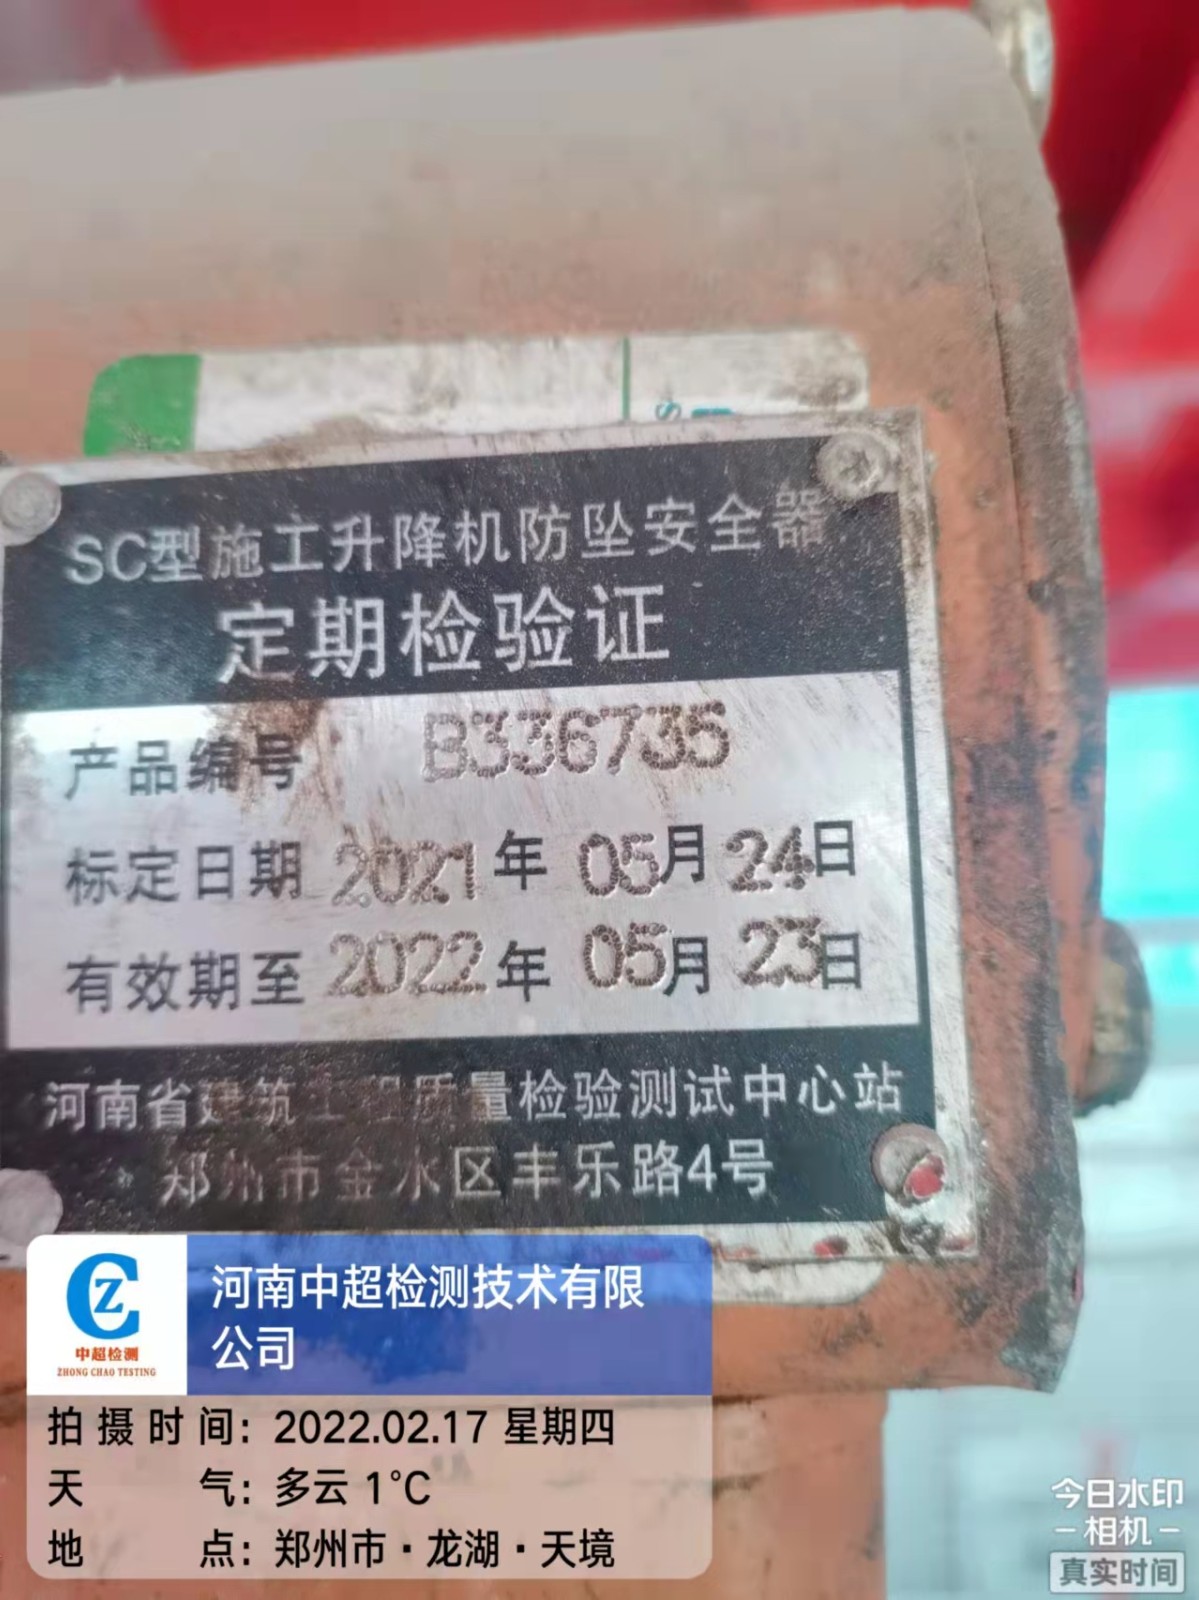 S
SC型施工升降机防坠安全器
定期检验证
产品编号 B336735
标定日期 2021年 05月 24日
有效期至 2022年 05月 23日
河南省建筑工程质量检验测试中心站
郑州市金水区丰乐路4号
CZ
中超检测
ZHONG CHAO TESTING
河南中超检测技术有限
公司
拍摄时间：2022.02.17 星期四
天气：多云 1℃
地点：郑州市·龙湖·天境
今日水印
相机
真实时间